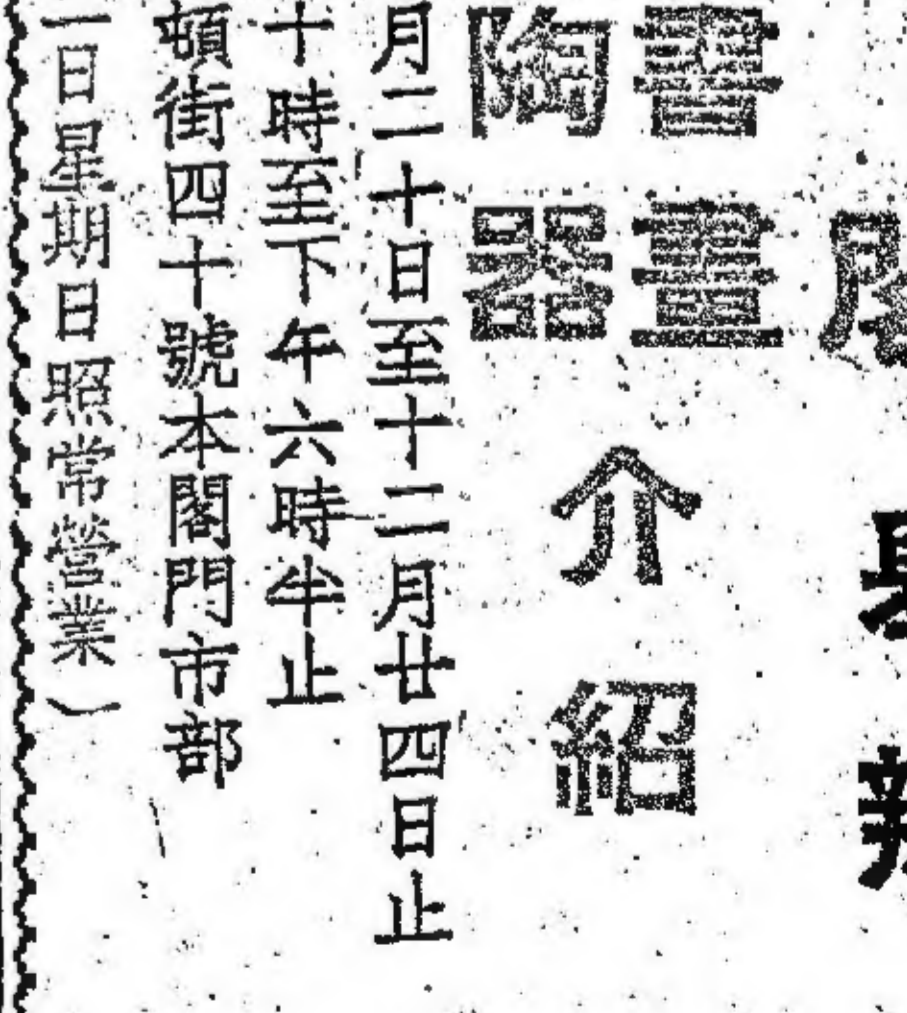 書畫
陶器
介紹
月二十日至十二月廿四日止
十時至下午六時半止
頓街四十號本閣門市部
日星期日照常營業）